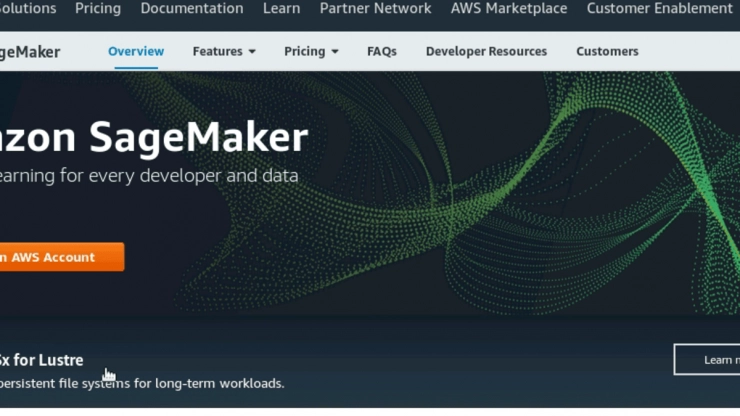 Solutions Pricing Documentation Learn Partner Network AWS Marketplace Customer Enablement
geMaker Overview Features Pricing FAQs Developer Resources Customers
azon SageMaker
earning for every developer and data
n AWS Account
x for Lustre
Learn
persistent file systems for long-term workloads.